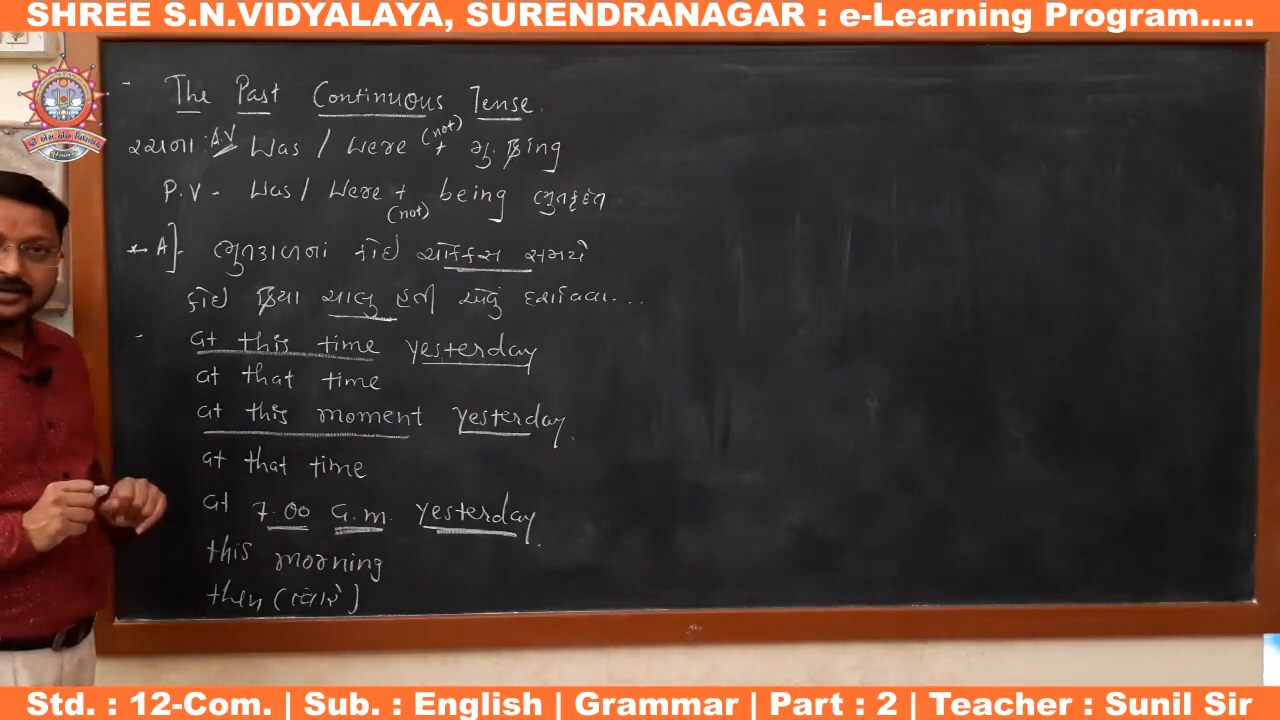 SHREE S.N.VIDYALAYA, SURENDRANAGAR : e-Learning Program.....
The Past Continuous Tense.
રચના : A.V Was / Were + (not) મૂ. ક્રિing
P.V - Was / Were + (not) being ભુતકૃદંત
* A] - ભુતકાળનાં કોઈ ચોક્કસ સમયે
કોઈ ક્રિયા ચાલુ હતી એવું દર્શાવવા...
- at this time yesterday
at that time
at this moment yesterday.
at that time
at 7.00 a.m. yesterday.
this morning
then (ત્યારે)
Std. : 12-Com. | Sub. : English | Grammar | Part : 2 | Teacher : Sunil Sir